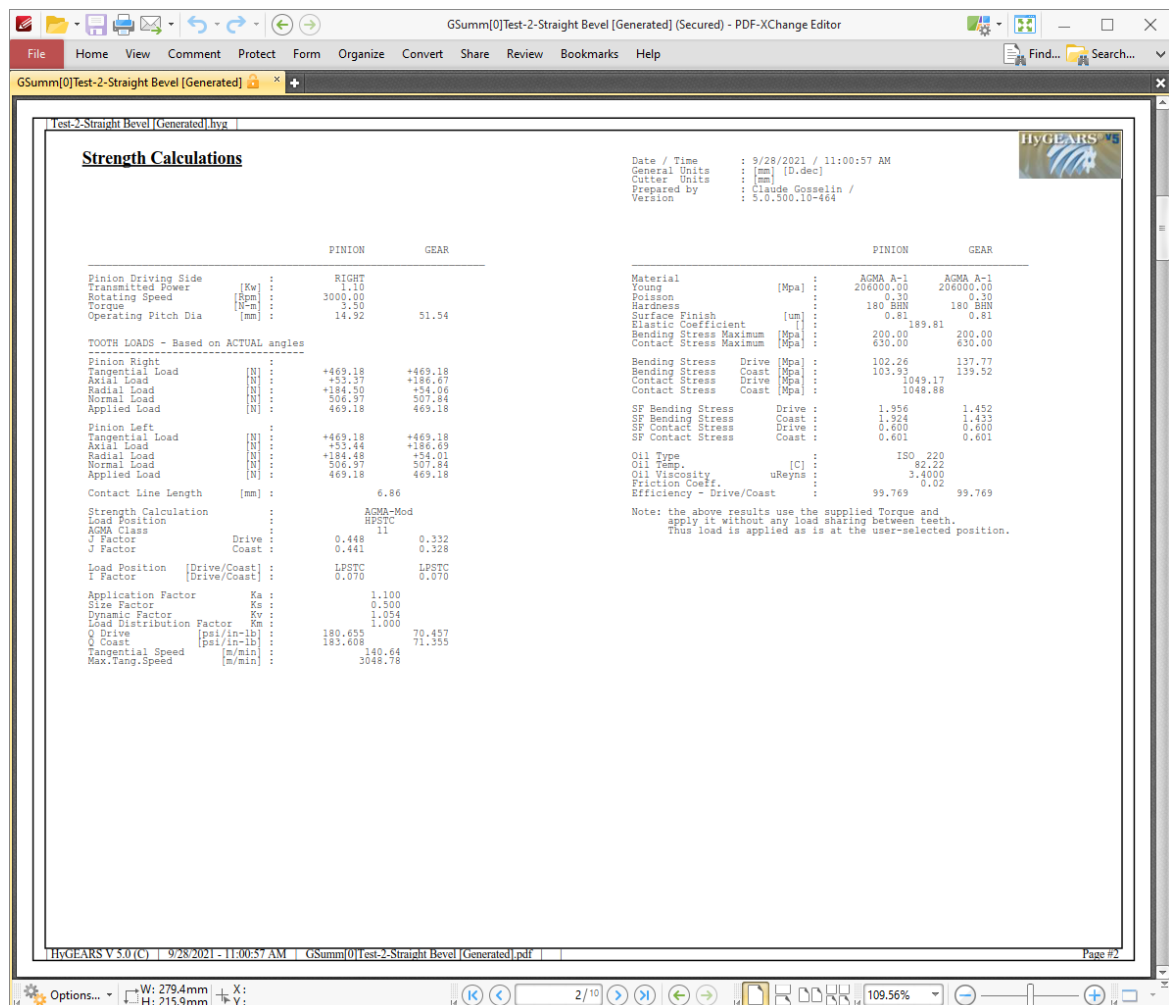 GSumm[0]Test-2-Straight Bevel [Generated] (Secured) - PDF-XChange Editor
File Home View Comment Protect Form Organize Convert Share Review Bookmarks Help Find... Search...
GSumm[0]Test-2-Straight Bevel [Generated]
Test-2-Straight Bevel [Generated].hyg
HyGEARS V5
Strength Calculations
Date / Time : 9/28/2021 / 11:00:57 AM
General Units : [mm] [D.dec]
Cutter Units : [mm]
Prepared by : Claude Gosselin /
Version : 5.0.500.10-464
PINION GEAR
Pinion Driving Side : RIGHT
Transmitted Power [Kw] : 1.10
Rotating Speed [Rpm] : 3000.00
Torque [N-m] : 3.50
Operating Pitch Dia [mm] : 14.92 51.54
TOOTH LOADS - Based on ACTUAL angles
------------------------------------
Pinion Right :
Tangential Load [N] : +469.18 +469.18
Axial Load [N] : +53.37 +186.67
Radial Load [N] : +184.50 +54.06
Normal Load [N] : 506.97 507.84
Applied Load [N] : 469.18 469.18
Pinion Left :
Tangential Load [N] : +469.18 +469.18
Axial Load [N] : +53.44 +186.69
Radial Load [N] : +184.48 +54.01
Normal Load [N] : 506.97 507.84
Applied Load [N] : 469.18 469.18
Contact Line Length [mm] : 6.86
Strength Calculation : AGMA-Mod
Load Position : HPSTC
AGMA Class : 11
J Factor Drive : 0.448 0.332
J Factor Coast : 0.441 0.328
Load Position [Drive/Coast] : LPSTC LPSTC
I Factor [Drive/Coast] : 0.070 0.070
Application Factor Ka : 1.100
Size Factor Ks : 0.500
Dynamic Factor Kv : 1.054
Load Distribution Factor Km : 1.000
Q Drive [psi/in-lb] : 180.655 70.457
Q Coast [psi/in-lb] : 183.608 71.355
Tangential Speed [m/min] : 140.64
Max.Tang.Speed [m/min] : 3048.78
PINION GEAR
Material : AGMA A-1 AGMA A-1
Young [Mpa] : 206000.00 206000.00
Poisson : 0.30 0.30
Hardness : 180 BHN 180 BHN
Surface Finish [um] : 0.81 0.81
Elastic Coefficient [] : 189.81
Bending Stress Maximum [Mpa] : 200.00 200.00
Contact Stress Maximum [Mpa] : 630.00 630.00
Bending Stress Drive [Mpa] : 102.26 137.77
Bending Stress Coast [Mpa] : 103.93 139.52
Contact Stress Drive [Mpa] : 1049.17
Contact Stress Coast [Mpa] : 1048.88
SF Bending Stress Drive : 1.956 1.452
SF Bending Stress Coast : 1.924 1.433
SF Contact Stress Drive : 0.600 0.600
SF Contact Stress Coast : 0.601 0.601
Oil Type : ISO 220
Oil Temp. [C] : 82.22
Oil Viscosity uReyns : 3.4000
Friction Coeff. : 0.02
Efficiency - Drive/Coast : 99.769 99.769
Note: the above results use the supplied Torque and
apply it without any load sharing between teeth.
Thus load is applied as is at the user-selected position.
HyGEARS V 5.0 (C) 9/28/2021 - 11:00:57 AM GSumm[0]Test-2-Straight Bevel [Generated].pdf Page #2
Options... W: 279.4mm X:
H: 215.9mm Y:
2/10 109.56%